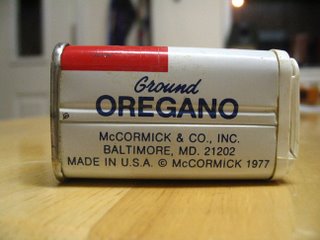 Ground
OREGANO
McCORMICK & CO., INC.
BALTIMORE, MD. 21202
MADE IN U.S.A. © McCORMICK 1977